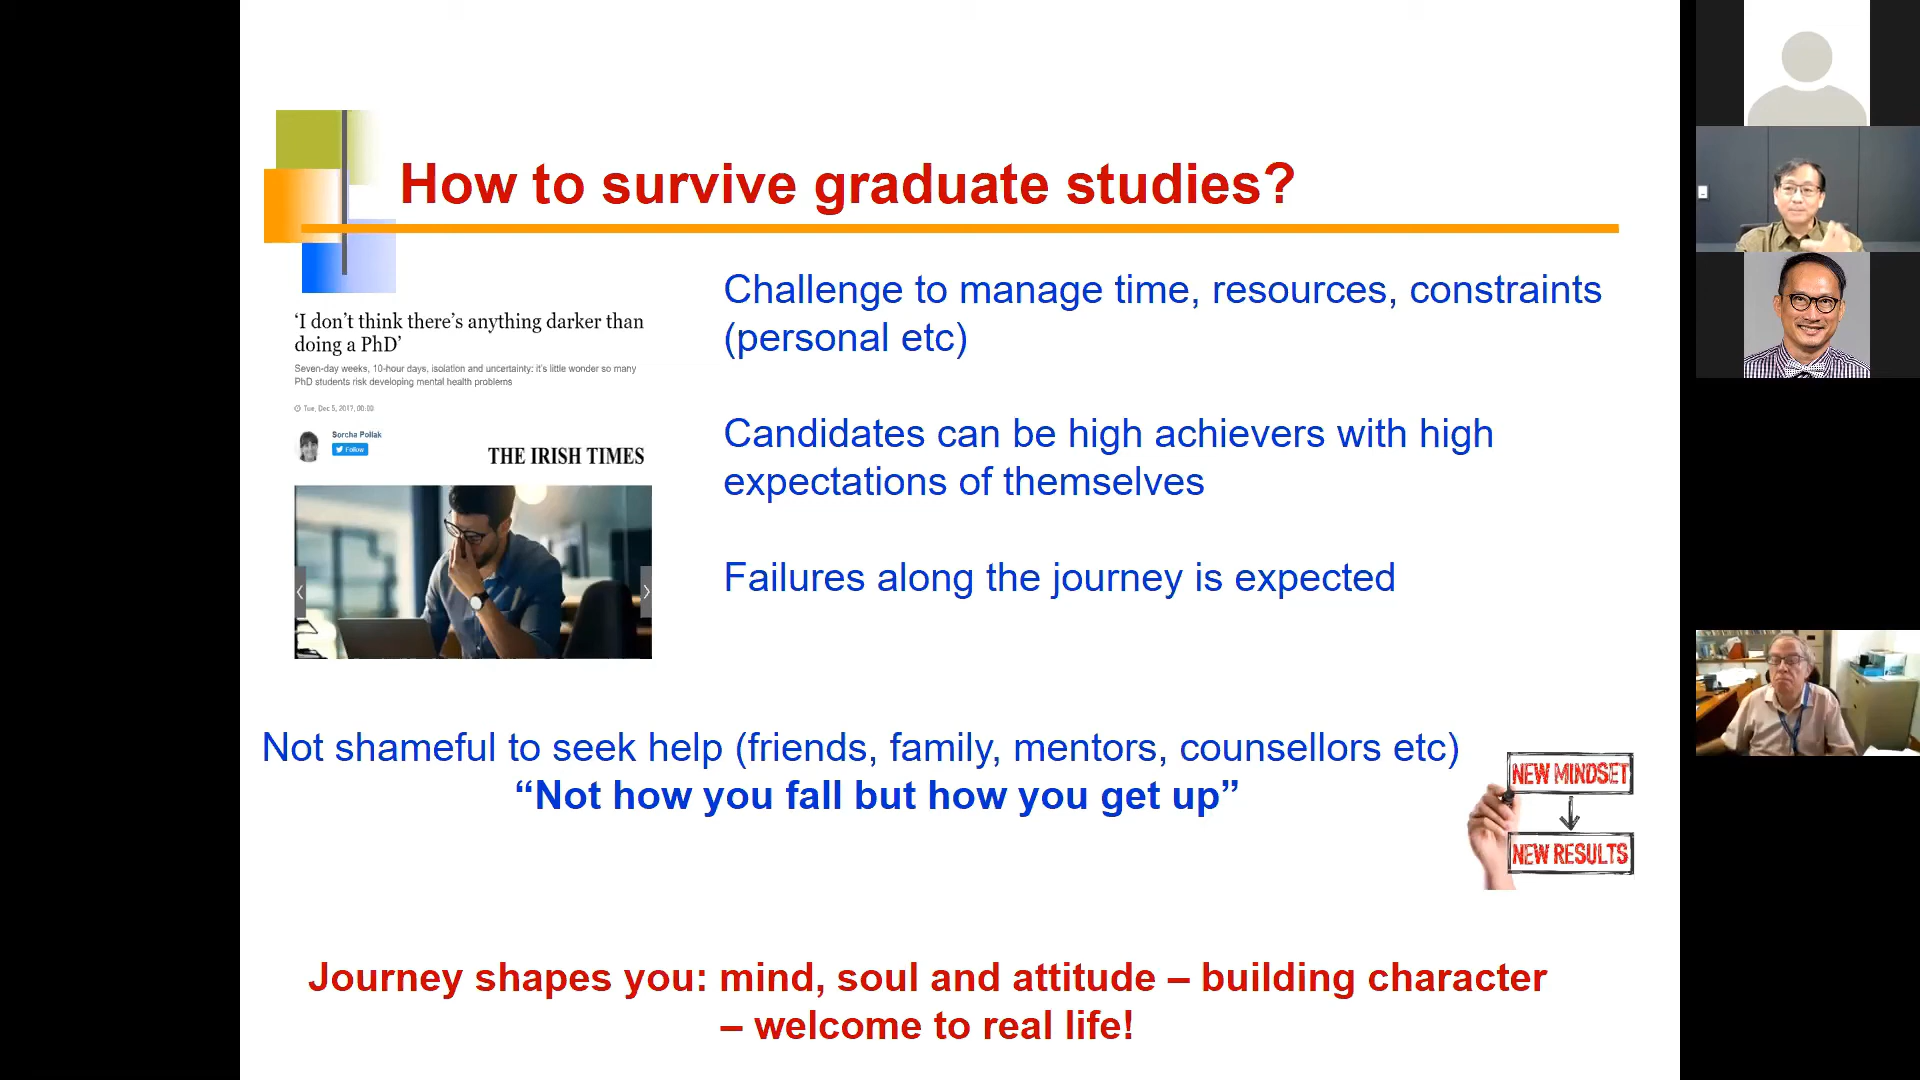 How to survive graduate studies?
‘I don’t think there’s anything darker than
doing a PhD’
Seven-day weeks, 10-hour days, isolation and uncertainty: it’s little wonder so many
PhD students risk developing mental health problems
Tue, Dec 5, 2017, 00:00
Sorcha Pollak
Follow
THE IRISH TIMES
Challenge to manage time, resources, constraints
(personal etc)
Candidates can be high achievers with high
expectations of themselves
Failures along the journey is expected
Not shameful to seek help (friends, family, mentors, counsellors etc)
“Not how you fall but how you get up”
NEW MINDSET
NEW RESULTS
Journey shapes you: mind, soul and attitude – building character
– welcome to real life!